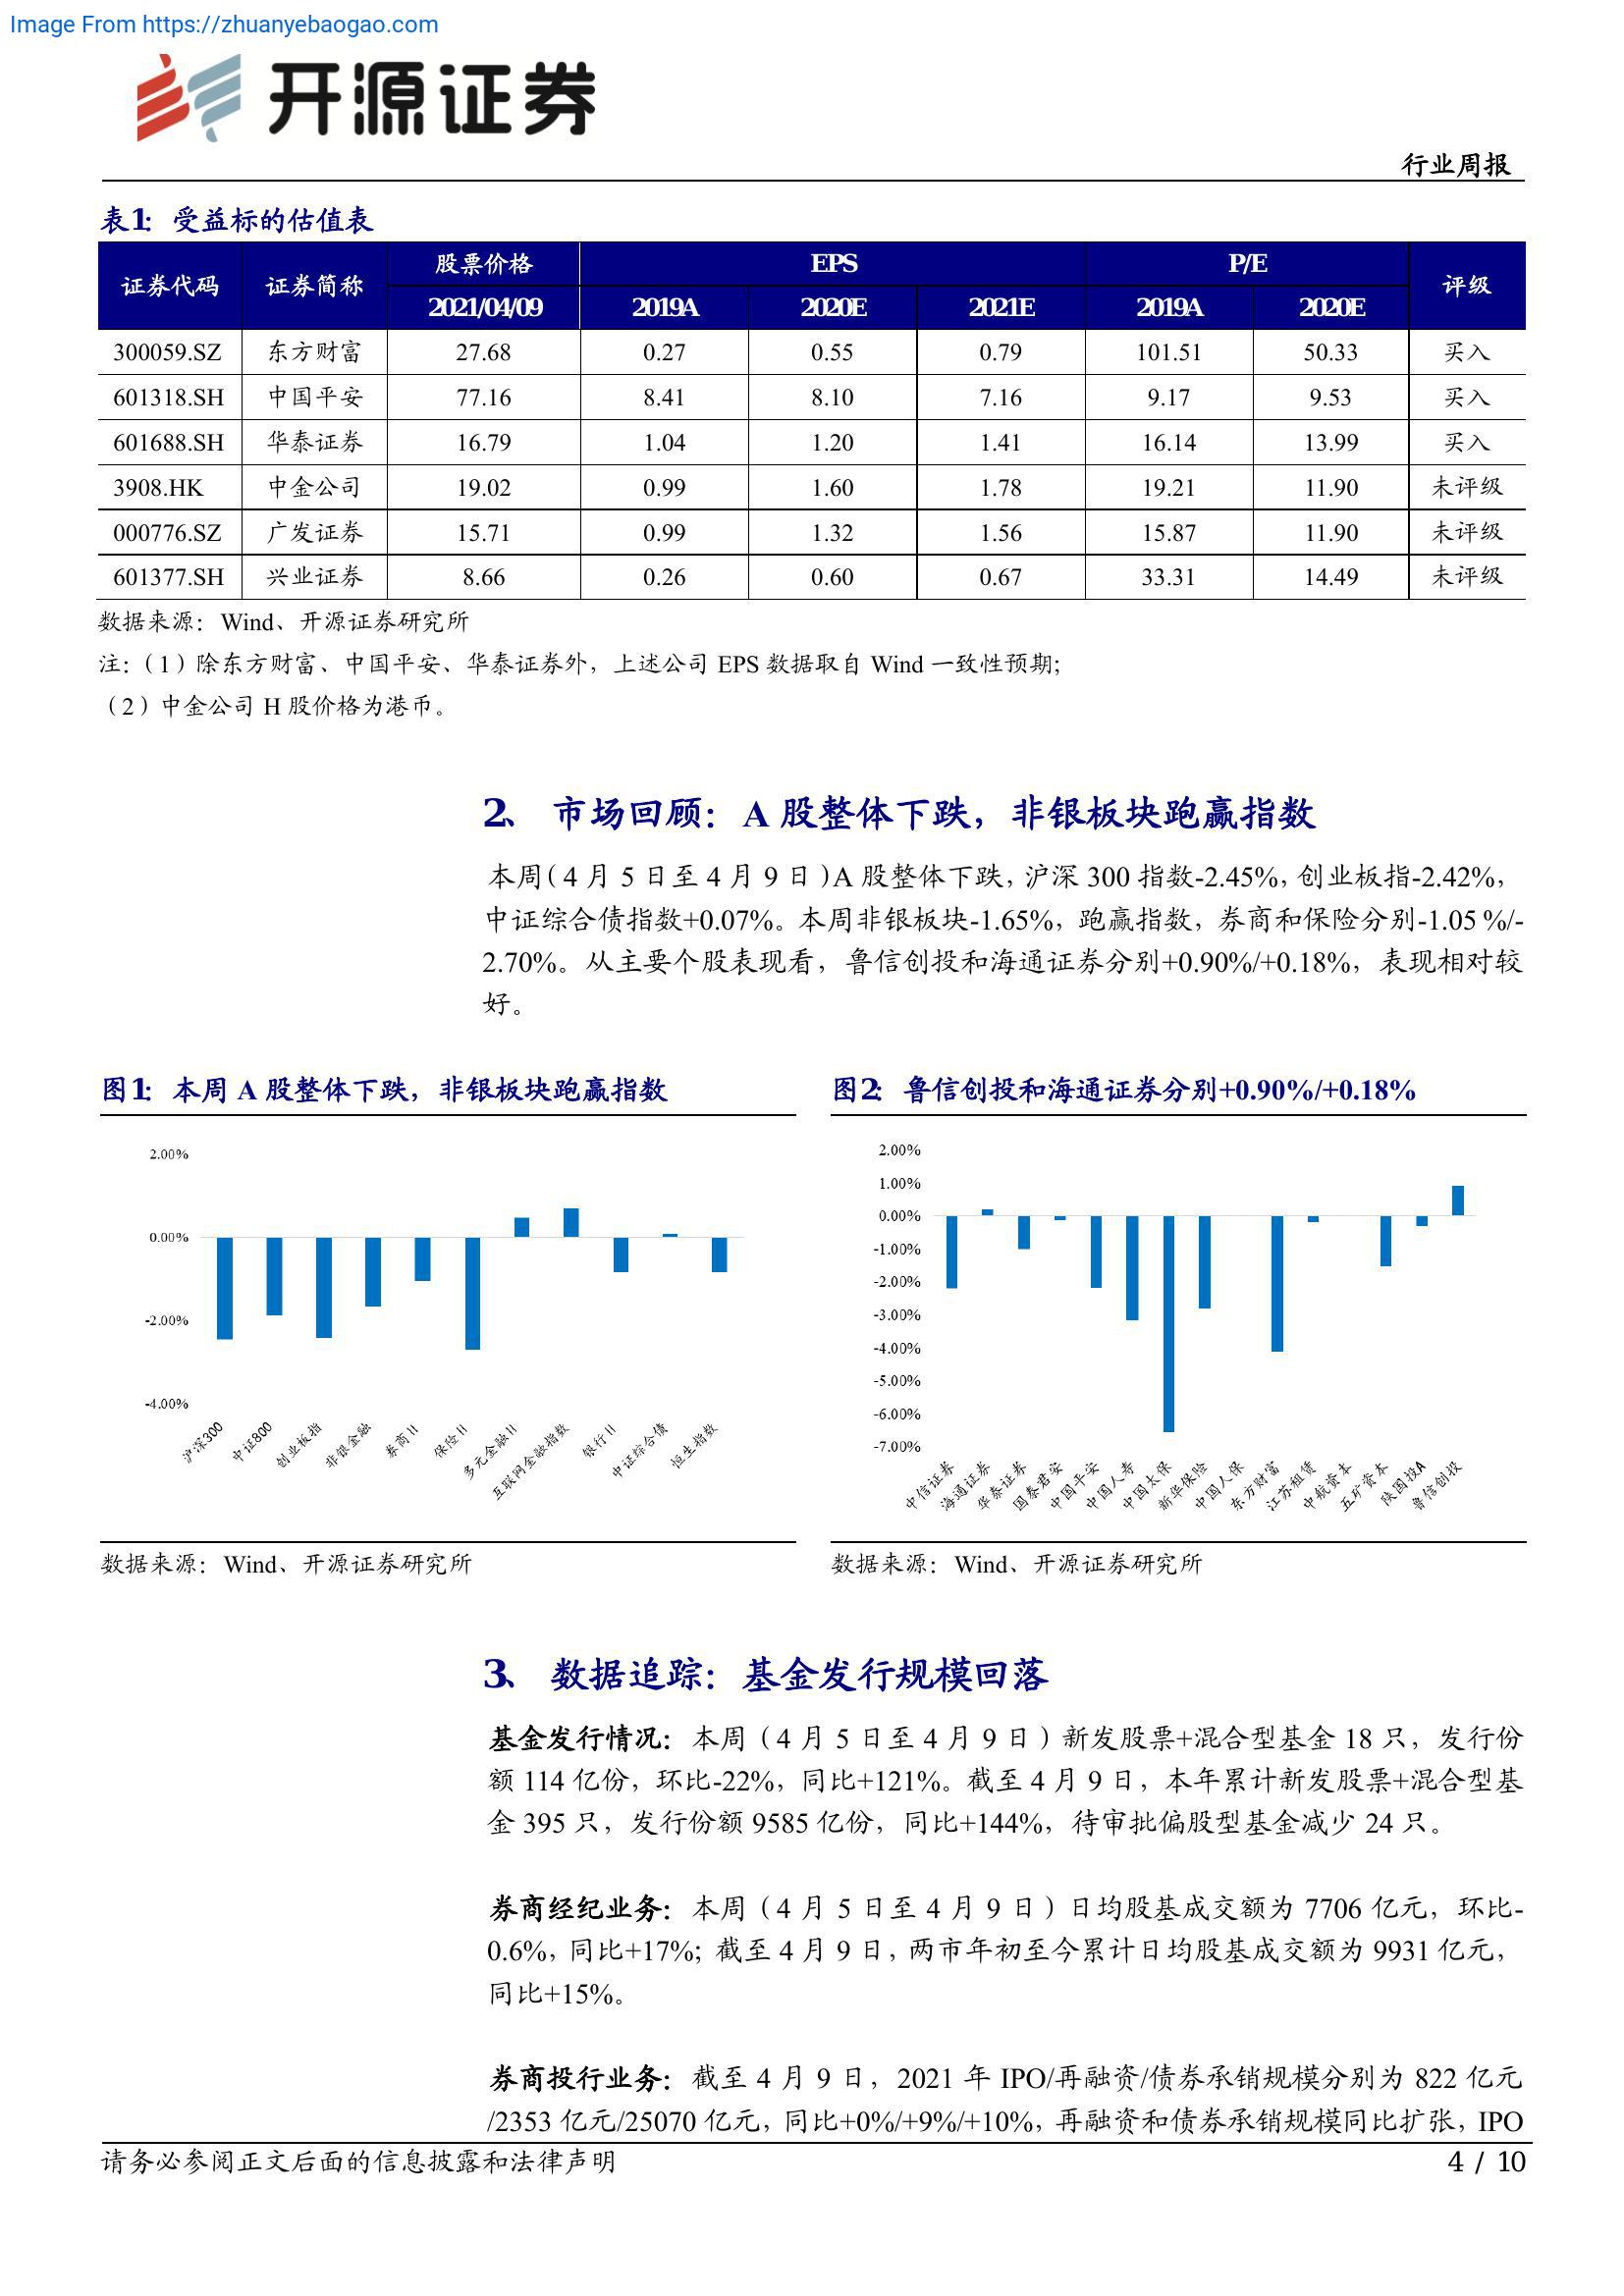 Image From https://zhuanyebaogao.com
开源证券
行业周报
表1： 受益标的估值表
证券代码 证券简称 股票价格 EPS P/E 评级
2021/04/09 2019A 2020E 2021E 2019A 2020E
300059.SZ 东方财富 27.68 0.27 0.55 0.79 101.51 50.33 买入
601318.SH 中国平安 77.16 8.41 8.10 7.16 9.17 9.53 买入
601688.SH 华泰证券 16.79 1.04 1.20 1.41 16.14 13.99 买入
3908.HK 中金公司 19.02 0.99 1.60 1.78 19.21 11.90 未评级
000776.SZ 广发证券 15.71 0.99 1.32 1.56 15.87 11.90 未评级
601377.SH 兴业证券 8.66 0.26 0.60 0.67 33.31 14.49 未评级
数据来源：Wind、开源证券研究所
注：（1）除东方财富、中国平安、华泰证券外，上述公司 EPS 数据取自 Wind 一致性预期；
（2）中金公司 H 股价格为港币。
2、 市场回顾：A 股整体下跌，非银板块跑赢指数
本周（4 月 5 日至 4 月 9 日）A 股整体下跌，沪深 300 指数-2.45%，创业板指-2.42%，
中证综合债指数+0.07%。本周非银板块-1.65%，跑赢指数，券商和保险分别-1.05%/-
2.70%。从主要个股表现看，鲁信创投和海通证券分别+0.90%/+0.18%，表现相对较
好。
图1： 本周 A 股整体下跌，非银板块跑赢指数
2.00%
0.00%
-2.00%
-4.00%
沪深300 中证800 创业板指 非银金融 券商Ⅱ 保险Ⅱ 多元金融Ⅱ 互联网金融指数 银行Ⅱ 中证综合债 恒生指数
数据来源：Wind、开源证券研究所
图2： 鲁信创投和海通证券分别+0.90%/+0.18%
2.00%
1.00%
0.00%
-1.00%
-2.00%
-3.00%
-4.00%
-5.00%
-6.00%
-7.00%
中信证券 海通证券 华泰证券 国泰君安 中国平安 中国人寿 中国太保 新华保险 中国人保 东方财富 江苏租赁 中航资本 五矿资本 陕国投A 鲁信创投
数据来源：Wind、开源证券研究所
3、 数据追踪：基金发行规模回落
基金发行情况：本周（4 月 5 日至 4 月 9 日）新发股票+混合型基金 18 只，发行份
额 114 亿份，环比-22%，同比+121%。截至 4 月 9 日，本年累计新发股票+混合型基
金 395 只，发行份额 9585 亿份，同比+144%，待审批偏股型基金减少 24 只。
券商经纪业务：本周（4 月 5 日至 4 月 9 日）日均股基成交额为 7706 亿元，环比-
0.6%，同比+17%；截至 4 月 9 日，两市年初至今累计日均股基成交额为 9931 亿元，
同比+15%。
券商投行业务：截至 4 月 9 日，2021 年 IPO/再融资/债券承销规模分别为 822 亿元
/2353 亿元/25070 亿元，同比+0%/+9%/+10%，再融资和债券承销规模同比扩张，IPO
请务必参阅正文后面的信息披露和法律声明
4 / 10